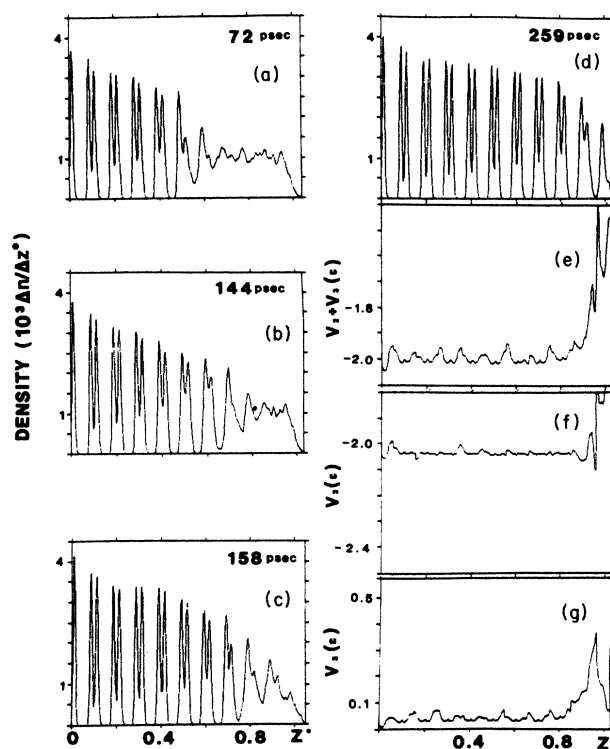 72 psec
4
(a)
1
144 psec
4
(b)
1
158 psec
4
(c)
1
0 0.4 0.8 Z*
DENSITY (10³Δn/Δz*)
259 psec
4
(d)
1
V₂+V₃(ε)
(e)
-1.8
-2.0
V₂(ε)
(f)
-2.0
-2.4
V₃(ε)
(g)
0.5
0.1
0 0.4 0.8 Z